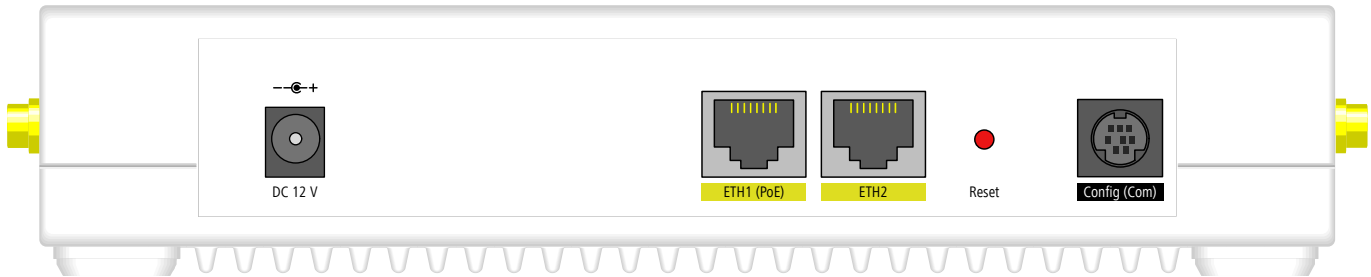 DC 12 V
ETH1 (PoE)
ETH2
Reset
Config (Com)